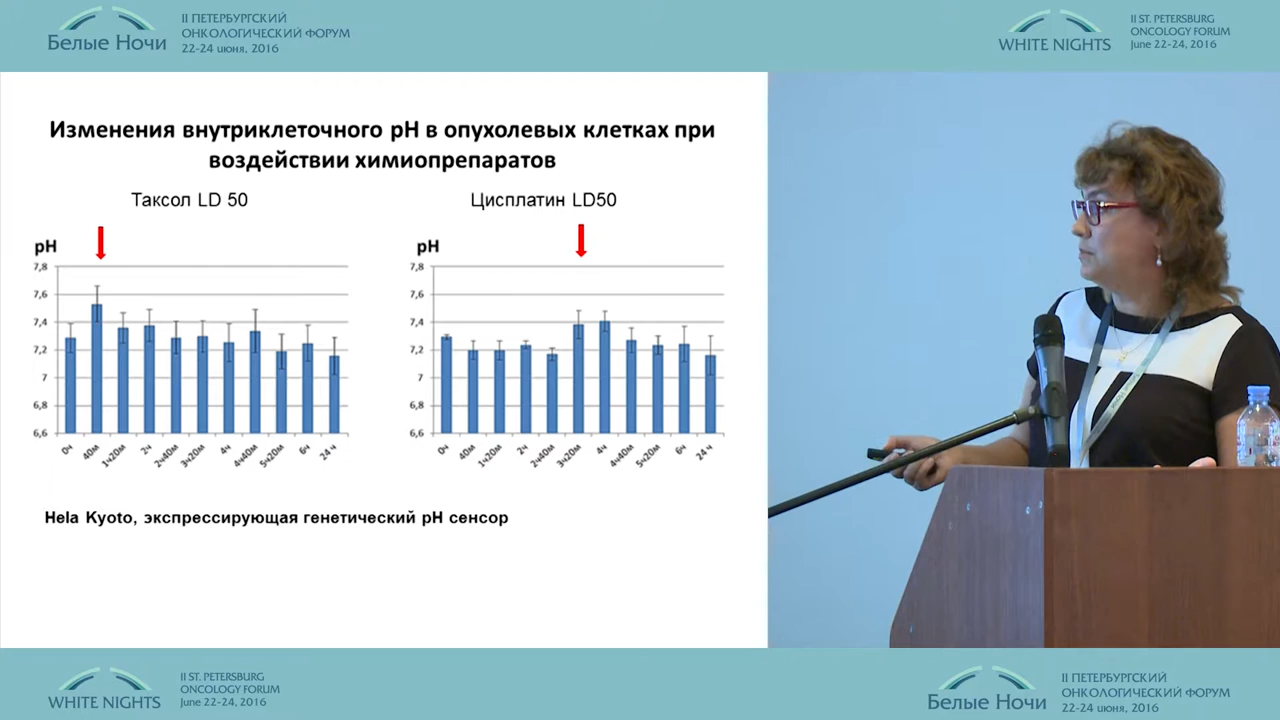 Белые Ночи
II ПЕТЕРБУРГСКИЙ
ОНКОЛОГИЧЕСКИЙ ФОРУМ
22-24 июня, 2016
WHITE NIGHTS
II ST. PETERSBURG
ONCOLOGY FORUM
June 22-24, 2016
Изменения внутриклеточного pH в опухолевых клетках при
воздействии химиопрепаратов
Таксол LD 50
pH
7,8
7,6
7,4
7,2
7
6,8
6,6
0ч 40м 1ч20м 2ч 2ч40м 3ч20м 4ч 4ч40м 5ч20м 6ч 24 ч
Цисплатин LD50
pH
7,8
7,6
7,4
7,2
7
6,8
6,6
0ч 40м 1ч20м 2ч 2ч40м 3ч20м 4ч 4ч40м 5ч20м 6ч 24 ч
Hela Kyoto, экспрессирующая генетический pH сенсор
WHITE NIGHTS
II ST. PETERSBURG
ONCOLOGY FORUM
June 22-24, 2016
Белые Ночи
II ПЕТЕРБУРГСКИЙ
ОНКОЛОГИЧЕСКИЙ ФОРУМ
22-24 июня, 2016